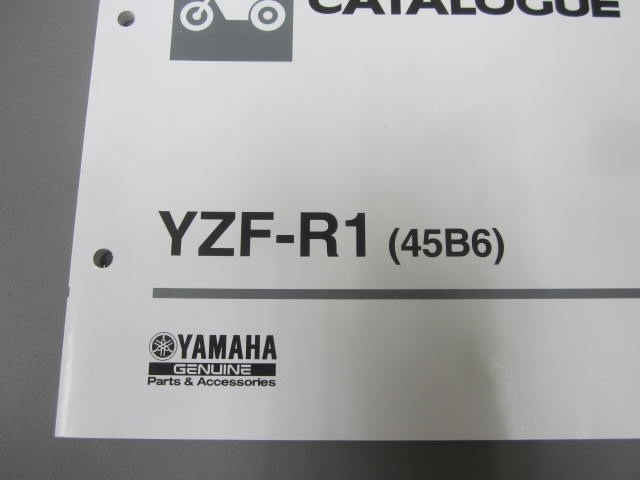 CATALOGUE
YZF-R1 (45B6)
YAMAHA
GENUINE
Parts & Accessories